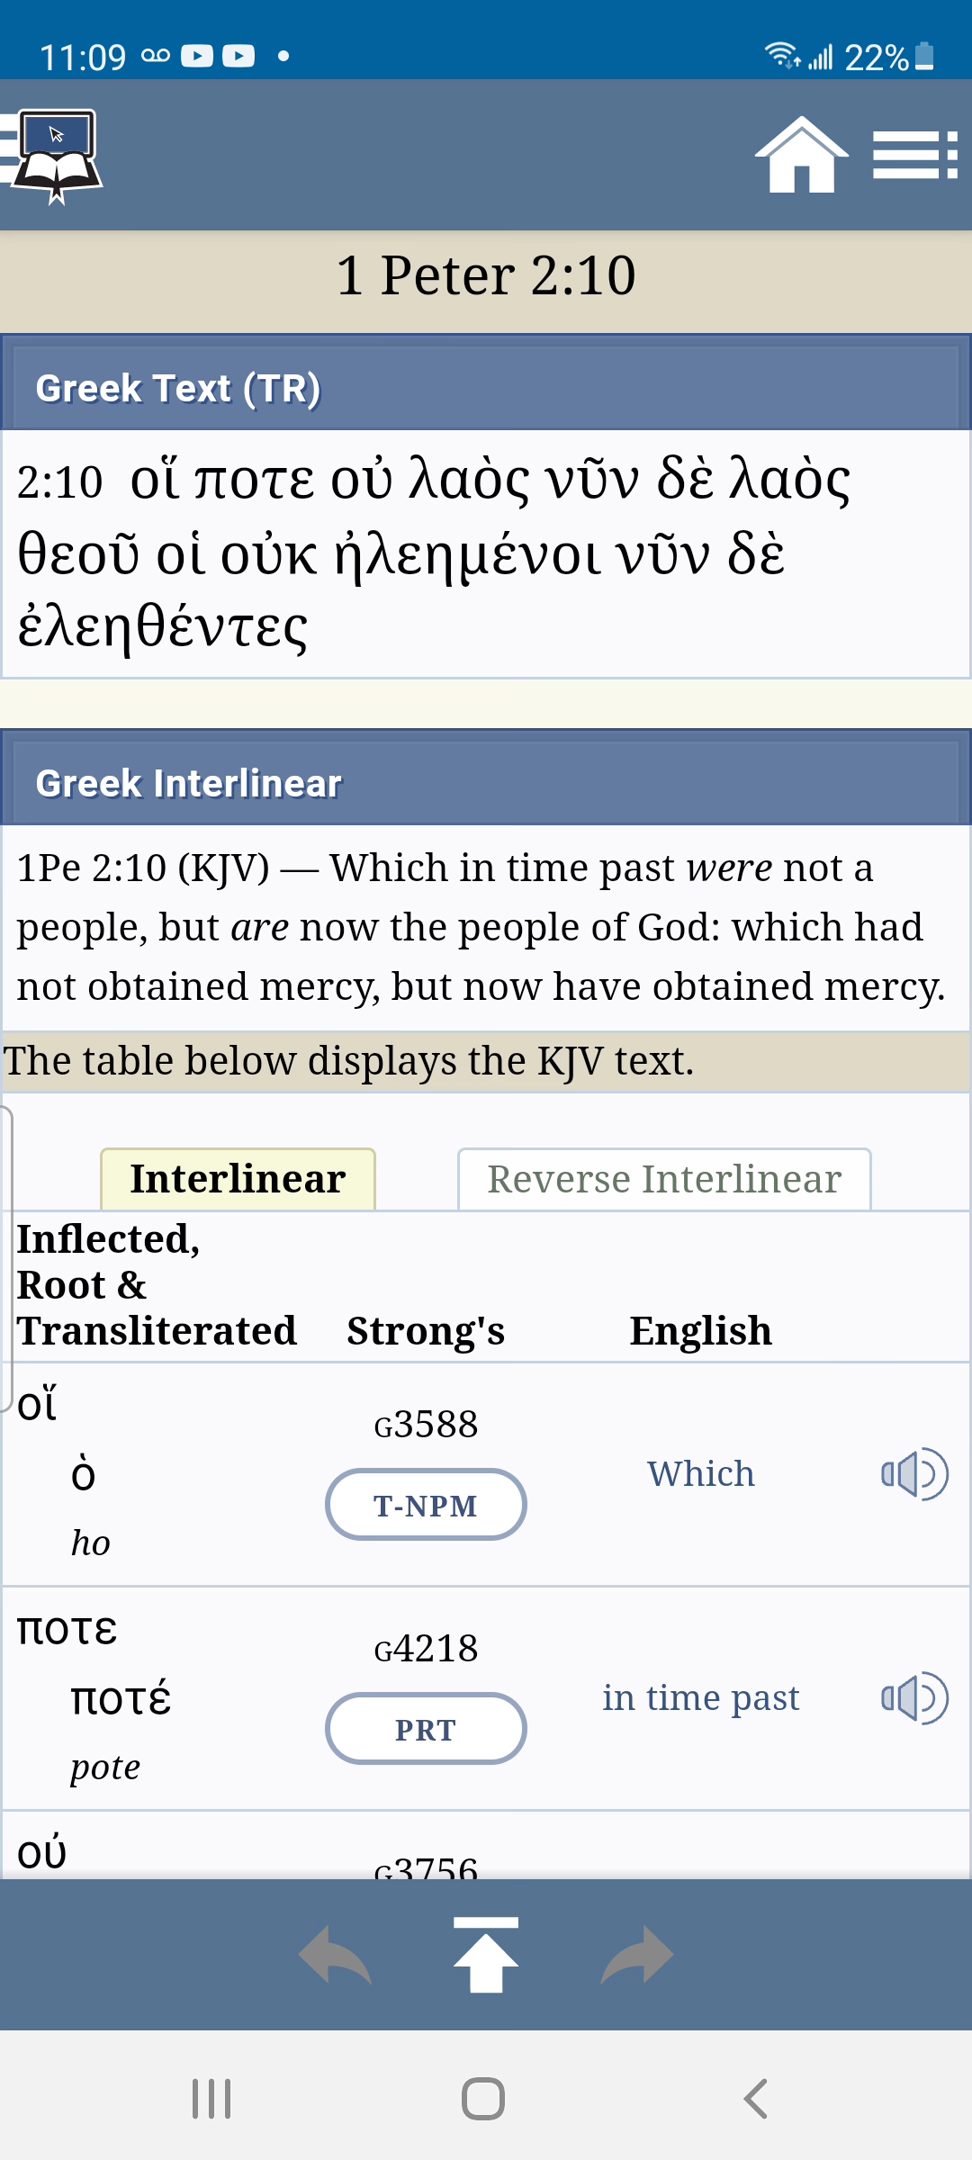 11:09
22%
1 Peter 2:10
Greek Text (TR)
2:10 οἵ ποτε οὐ λαὸς νῦν δὲ λαὸς
θεοῦ οἱ οὐκ ἠλεημένοι νῦν δὲ
ἐλεηθέντες
Greek Interlinear
1Pe 2:10 (KJV) — Which in time past were not a
people, but are now the people of God: which had
not obtained mercy, but now have obtained mercy.
The table below displays the KJV text.
Interlinear Reverse Interlinear
Inflected,
Root &
Transliterated Strong's English
οἵ
G3588
ὁ
Which
T-NPM
ho
ποτε
G4218
ποτέ
in time past
PRT
pote
οὐ
G3756